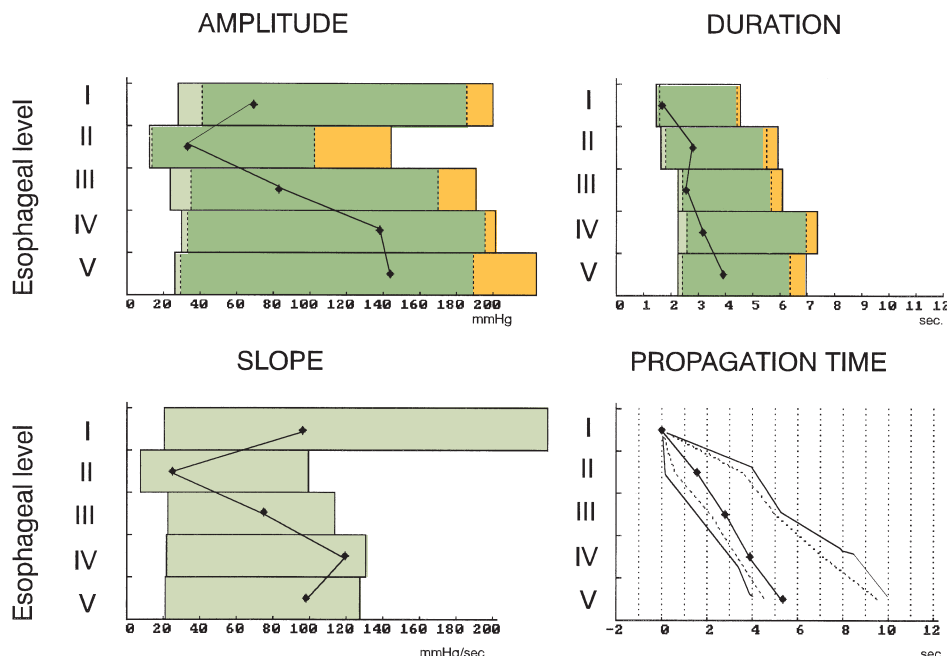 AMPLITUDE
Esophageal level
I
II
III
IV
V
0 20 40 60 80 100 120 140 160 180 200
mmHg
DURATION
I
II
III
IV
V
0 1 2 3 4 5 6 7 8 9 10 11 12
sec.
SLOPE
Esophageal level
I
II
III
IV
V
0 20 40 60 80 100 120 140 160 180 200
mmHg/sec
PROPAGATION TIME
I
II
III
IV
V
-2 0 2 4 6 8 10 12
sec